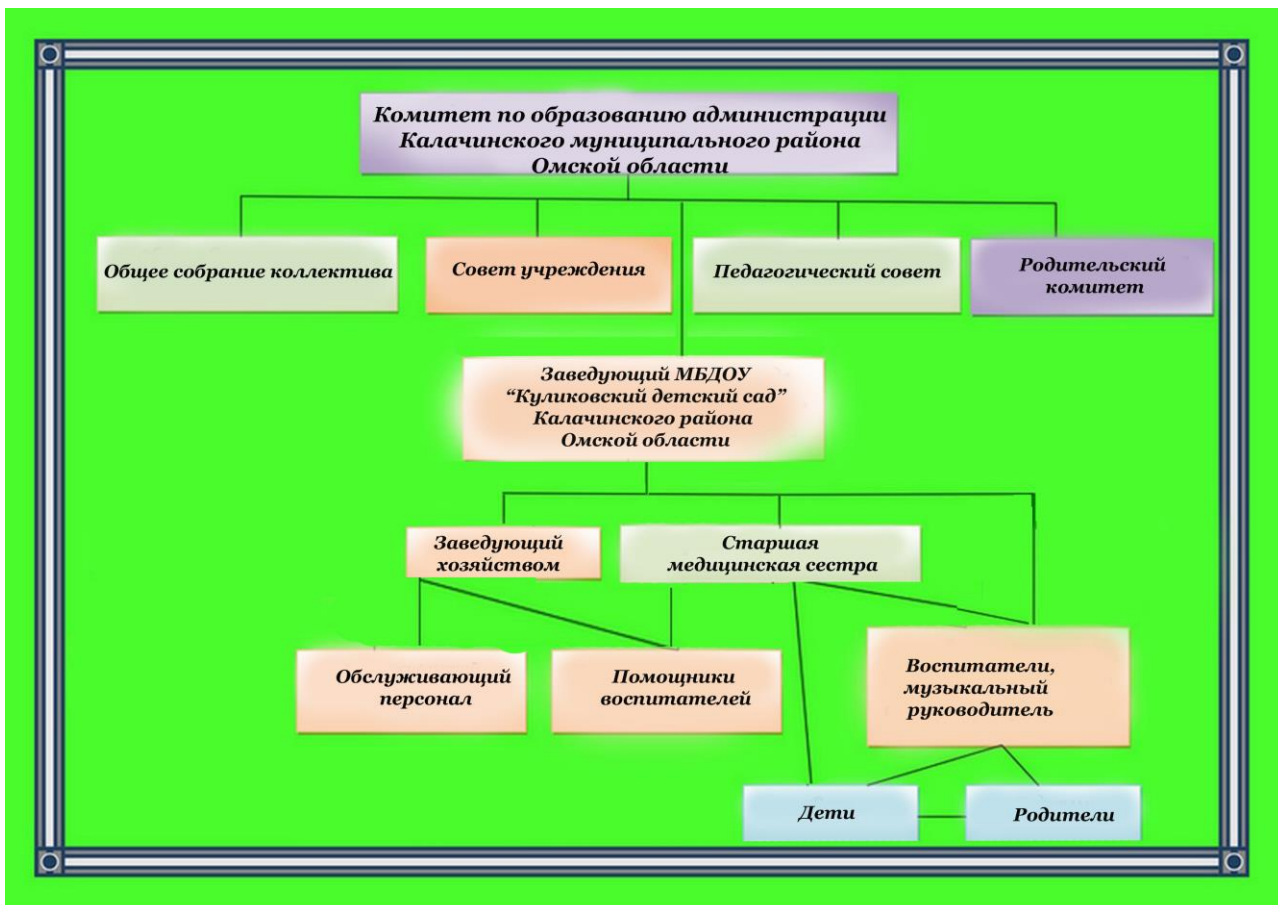 Комитет по образованию администрации
Калачинского муниципального района
Омской области
Общее собрание коллектива
Совет учреждения
Педагогический совет
Родительский
комитет
Заведующий МБДОУ
“Куликовский детский сад”
Калачинского района
Омской области
Заведующий
хозяйством
Старшая
медицинская сестра
Обслуживающий
персонал
Помощники
воспитателей
Воспитатели,
музыкальный
руководитель
Дети
Родители